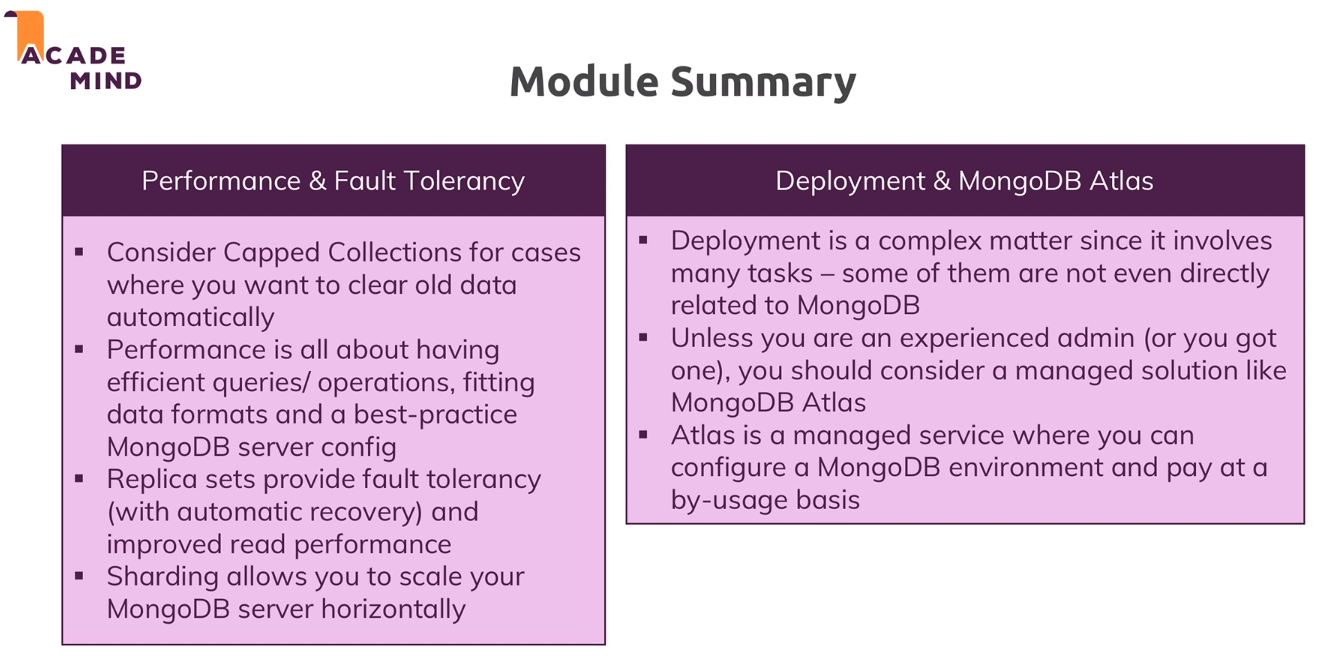 ACADE
MIND
Module Summary
Performance & Fault Tolerancy
▪ Consider Capped Collections for cases
where you want to clear old data
automatically
▪ Performance is all about having
efficient queries/ operations, fitting
data formats and a best-practice
MongoDB server config
▪ Replica sets provide fault tolerancy
(with automatic recovery) and
improved read performance
▪ Sharding allows you to scale your
MongoDB server horizontally
Deployment & MongoDB Atlas
▪ Deployment is a complex matter since it involves
many tasks – some of them are not even directly
related to MongoDB
▪ Unless you are an experienced admin (or you got
one), you should consider a managed solution like
MongoDB Atlas
▪ Atlas is a managed service where you can
configure a MongoDB environment and pay at a
by-usage basis